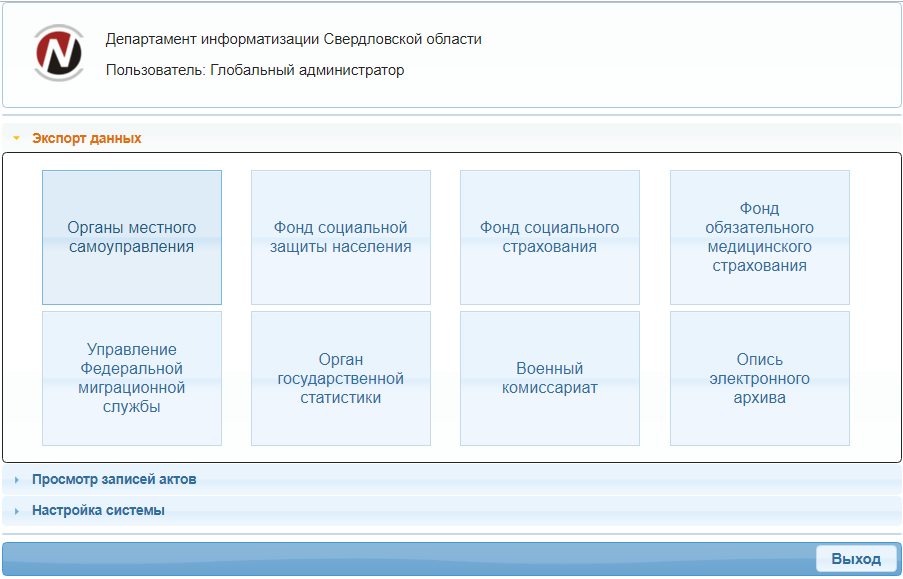 Департамент информатизации Свердловской области
Пользователь: Глобальный администратор
Экспорт данных
Органы местного
самоуправления
Фонд социальной
защиты населения
Фонд социального
страхования
Фонд
обязательного
медицинского
страхования
Управление
Федеральной
миграционной
службы
Орган
государственной
статистики
Военный
комиссариат
Опись
электронного
архива
Просмотр записей актов
Настройка системы
Выход